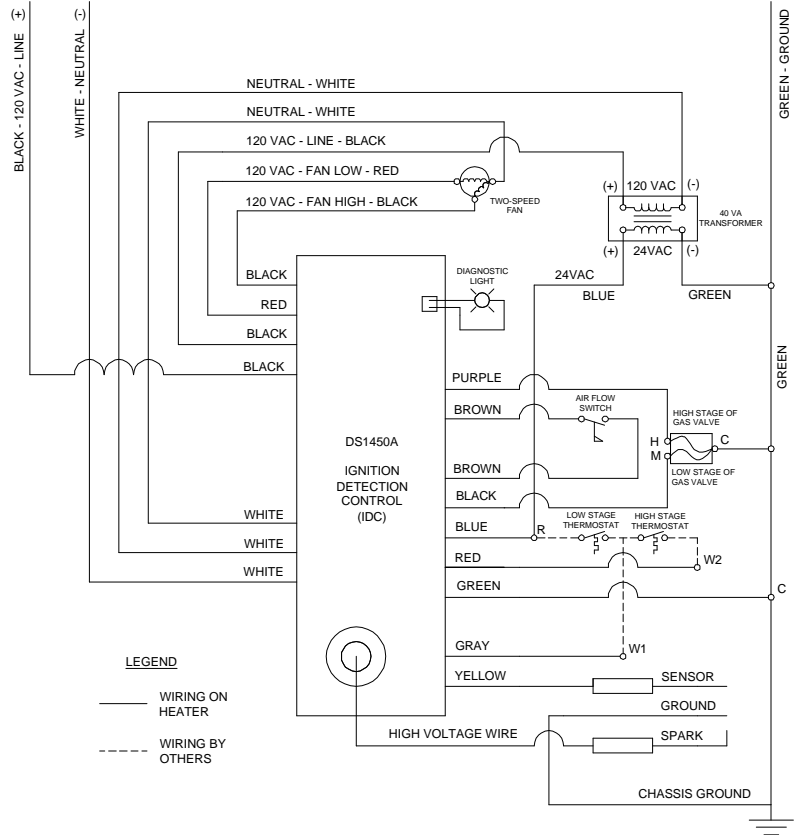 (+)
(-)
BLACK - 120 VAC - LINE
WHITE - NEUTRAL
GREEN - GROUND
NEUTRAL - WHITE
NEUTRAL - WHITE
120 VAC - LINE - BLACK
120 VAC - FAN LOW - RED
120 VAC - FAN HIGH - BLACK
TWO-SPEED
FAN
(+) 120 VAC (-)
40 VA
TRANSFORMER
(+) 24VAC (-)
24VAC
BLUE
GREEN
BLACK
RED
BLACK
BLACK
DIAGNOSTIC
LIGHT
GREEN
PURPLE
BROWN
AIR FLOW
SWITCH
HIGH STAGE OF
GAS VALVE
H
C
M
LOW STAGE OF
GAS VALVE
DS1450A
IGNITION
DETECTION
CONTROL
(IDC)
BROWN
BLACK
BLUE
R
LOW STAGE
THERMOSTAT
HIGH STAGE
THERMOSTAT
WHITE
WHITE
WHITE
RED
W2
GREEN
C
GRAY
W1
YELLOW
SENSOR
GROUND
HIGH VOLTAGE WIRE
SPARK
CHASSIS GROUND
LEGEND
WIRING ON
HEATER
WIRING BY
OTHERS